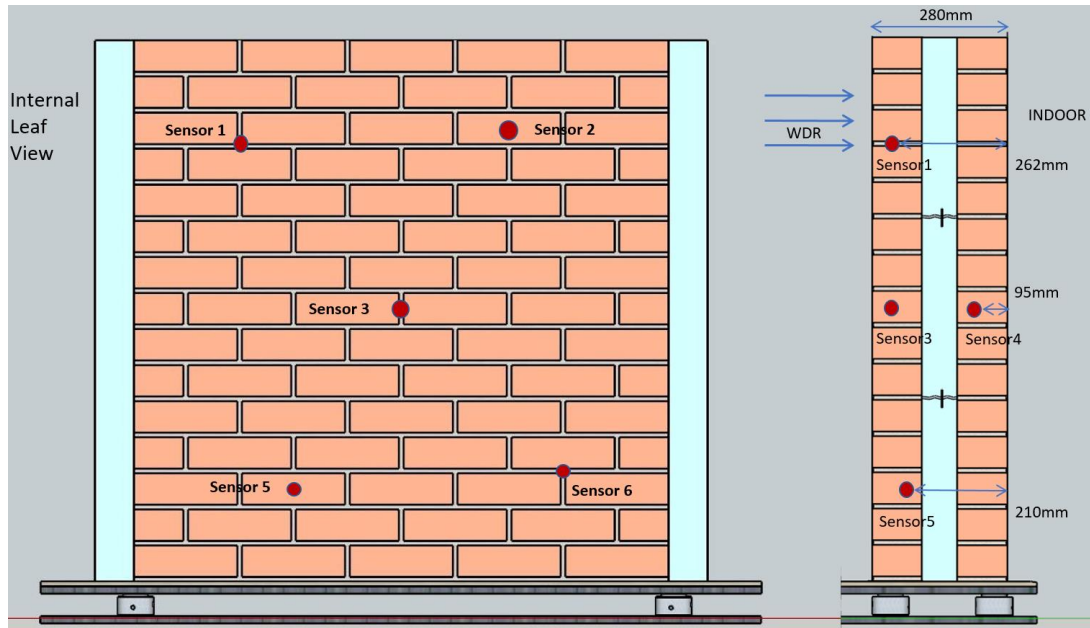 280mm
Internal
Leaf
View
Sensor 1
Sensor 2
WDR
INDOOR
Sensor1
262mm
95mm
Sensor 3
Sensor3
Sensor4
Sensor 5
Sensor 6
210mm
Sensor5